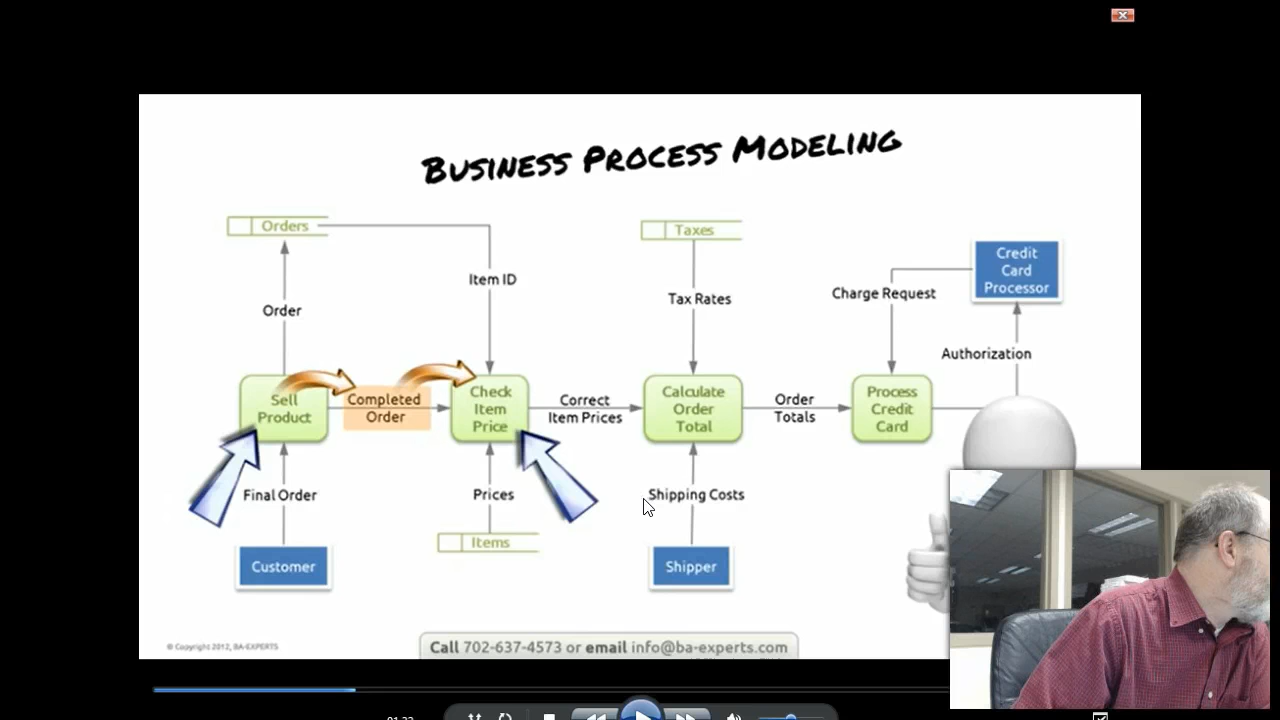 BUSINESS PROCESS MODELING
Orders
Taxes
Credit
Card
Processor
Item ID
Charge Request
Tax Rates
Order
Authorization
Sell
Product
Completed
Order
Check
Item
Price
Correct
Item Prices
Calculate
Order
Total
Order
Totals
Process
Credit
Card
Final Order
Prices
Shipping Costs
Items
Customer
Shipper
© Copyright 2012, BA-EXPERTS
Call 702-637-4573 or email info@ba-experts.com